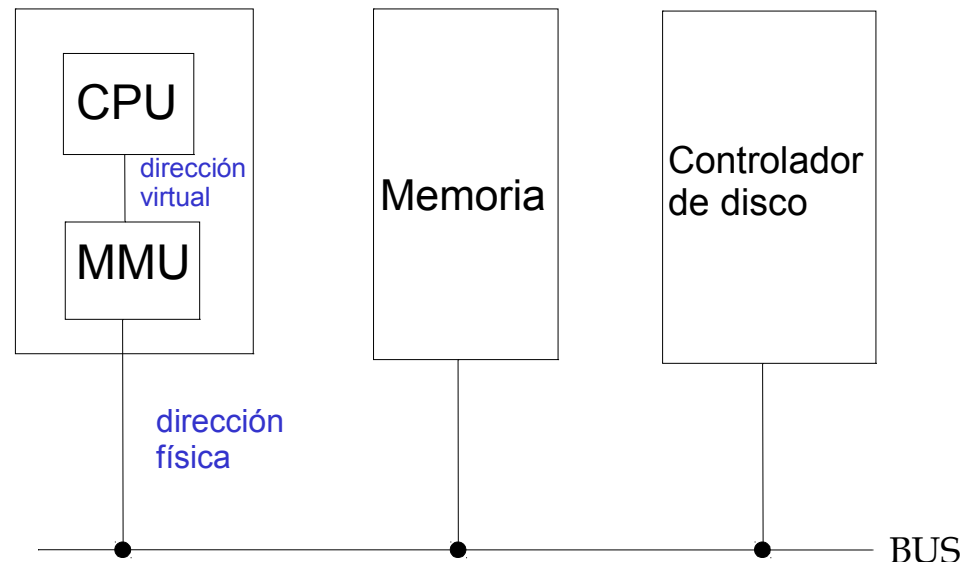 CPU
dirección
virtual
MMU
dirección
física
Memoria
Controlador
de disco
BUS